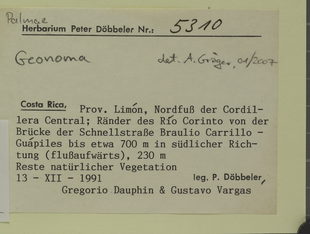 Palmae
Herbarium Peter Döbbeler Nr.: 5310
Geonoma det. A. Gröger, 01/2007
Costa Rica, Prov. Limón, Nordfuß der Cordil-
lera Central; Ränder des Río Corinto von der
Brücke der Schnellstraße Braulio Carrillo -
Guápiles bis etwa 700 m in südlicher Rich-
tung (flußaufwärts), 230 m
Reste natürlicher Vegetation
13 - XII - 1991 leg. P. Döbbeler,
Gregorio Dauphin & Gustavo Vargas